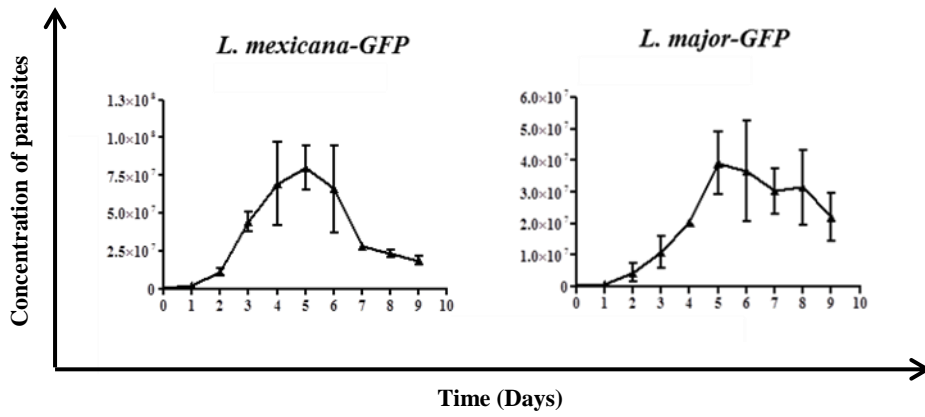 Concentration of parasites
L. mexicana-GFP
1.3×10⁸
1.0×10⁸
7.5×10⁷
5.0×10⁷
2.5×10⁷
0
0 1 2 3 4 5 6 7 8 9 10
L. major-GFP
6.0×10⁷
5.0×10⁷
4.0×10⁷
3.0×10⁷
2.0×10⁷
1.0×10⁷
0
0 1 2 3 4 5 6 7 8 9 10
Time (Days)